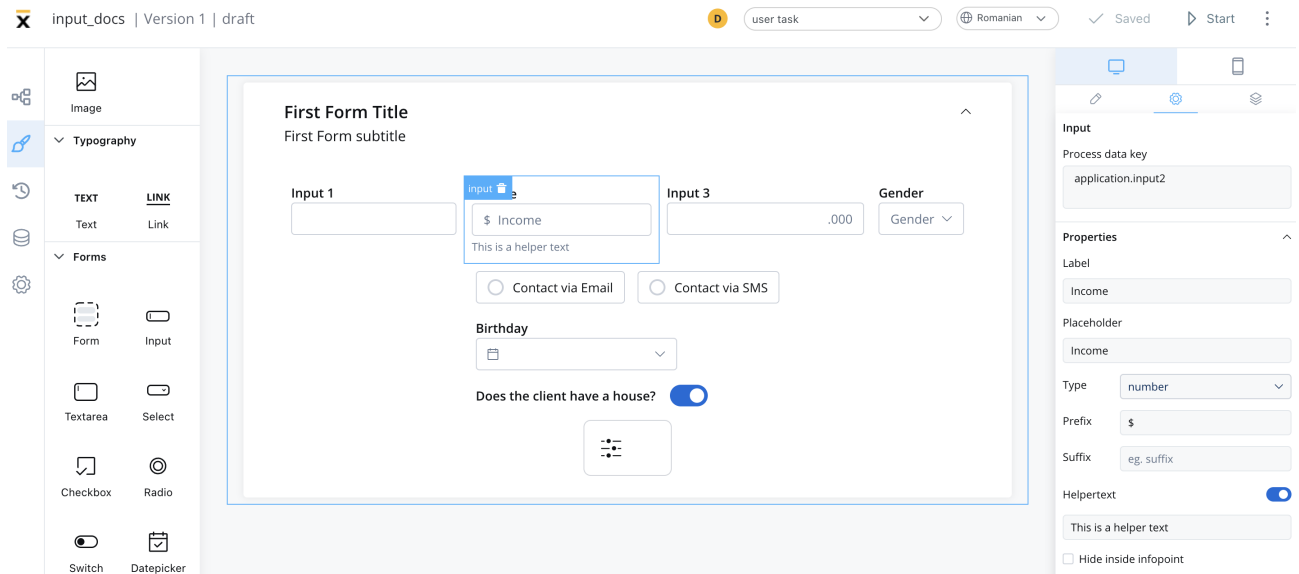 input_docs | Version 1 | draft
D
user task
Romanian
Saved
Start
Image
Typography
TEXT
LINK
Text
Link
Forms
Form
Input
Textarea
Select
Checkbox
Radio
Switch
Datepicker
First Form Title
First Form subtitle
Input 1
input
e
Input 3
Gender
$ Income
.000
Gender
This is a helper text
Contact via Email
Contact via SMS
Birthday
Does the client have a house?
Input
Process data key
application.input2
Properties
Label
Income
Placeholder
Income
Type
number
Prefix
$
Suffix
eg. suffix
Helpertext
This is a helper text
Hide inside infopoint